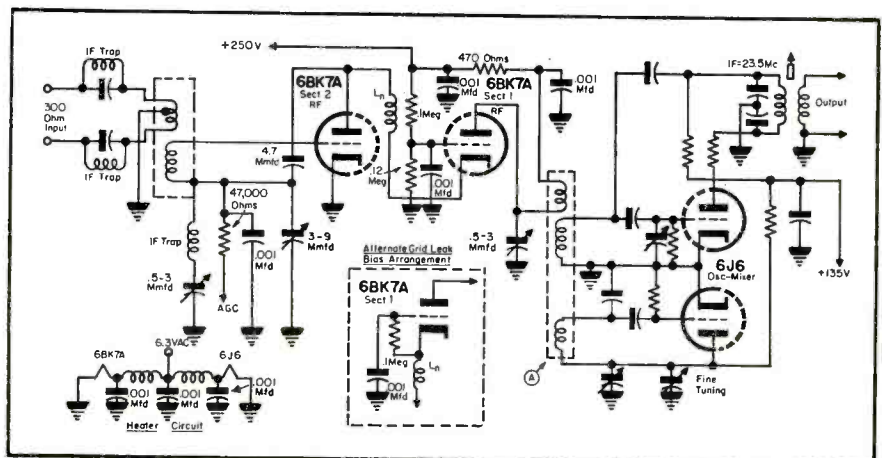 IF Trap
300
Ohm
Input
IF Trap
+250V
4.7
Mmfd
6BK7A
Sect 2
RF
Ln
470 Ohms
.001
Mfd
6BK7A
Sect 1
RF
.1Meg
.12
Meg
.001
Mfd
.001
Mfd
IF=23.5Mc
Output
47,000
Ohms
IF Trap
.5-3
Mmfd
.001
Mfd
AGC
3-9
Mmfd
.5-3
Mmfd
Alternate Grid Leak
Bias Arrangement
6BK7A
Sect 1
.1Meg
.001
Mfd
Ln
6J6
Osc-Mixer
+135V
A
Fine
Tuning
6.3VAC
6BK7A
6J6
.001
Mfd
.001
Mfd
.001
Mfd
Heater Circuit